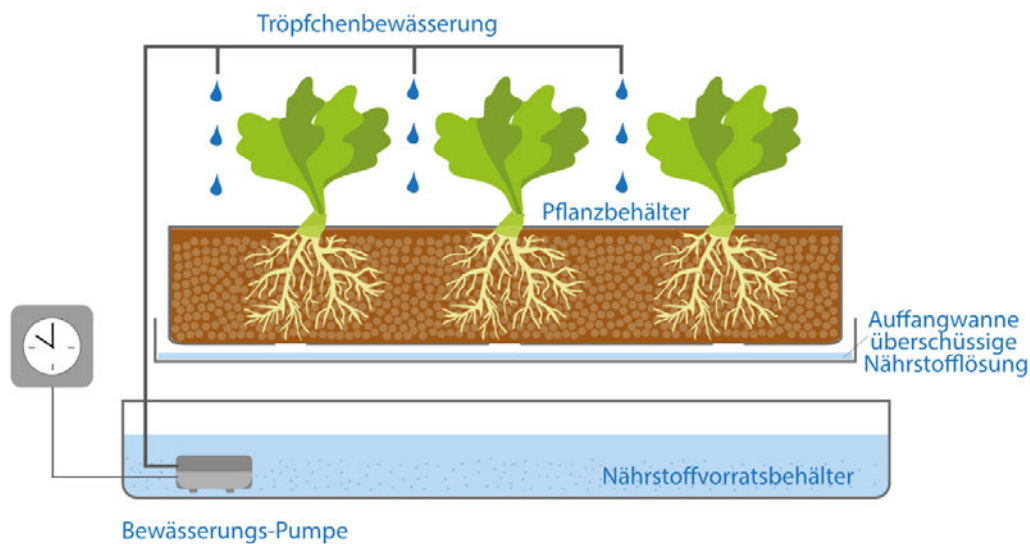 Tröpfchenbewässerung
Pflanzbehälter
Auffangwanne
überschüssige
Nährstofflösung
Nährstoffvorratsbehälter
Bewässerungs-Pumpe